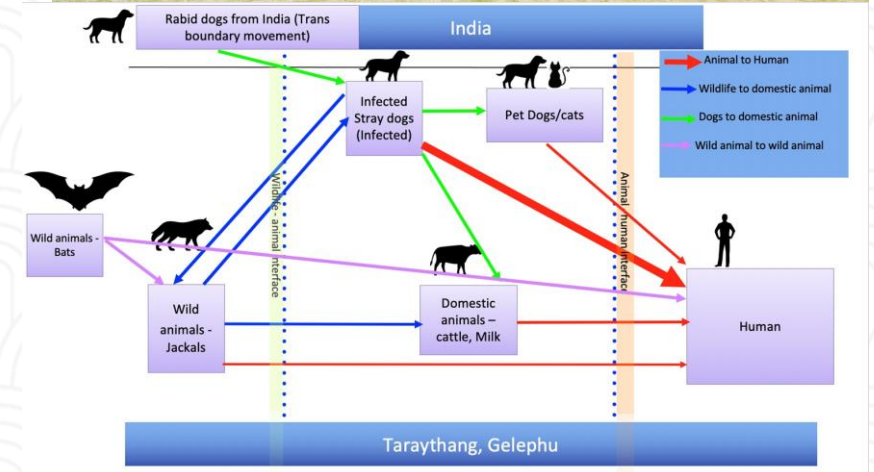 Rabid dogs from India (Trans
boundary movement)
India
Animal to Human
Wildlife to domestic animal
Dogs to domestic animal
Wild animal to wild animal
Infected
Stray dogs
(Infected)
Pet Dogs/cats
Wildlife - animal interface
Animal - human interface
Wild animals -
Bats
Wild
animals -
Jackals
Domestic
animals –
cattle, Milk
Human
Taraythang, Gelephu